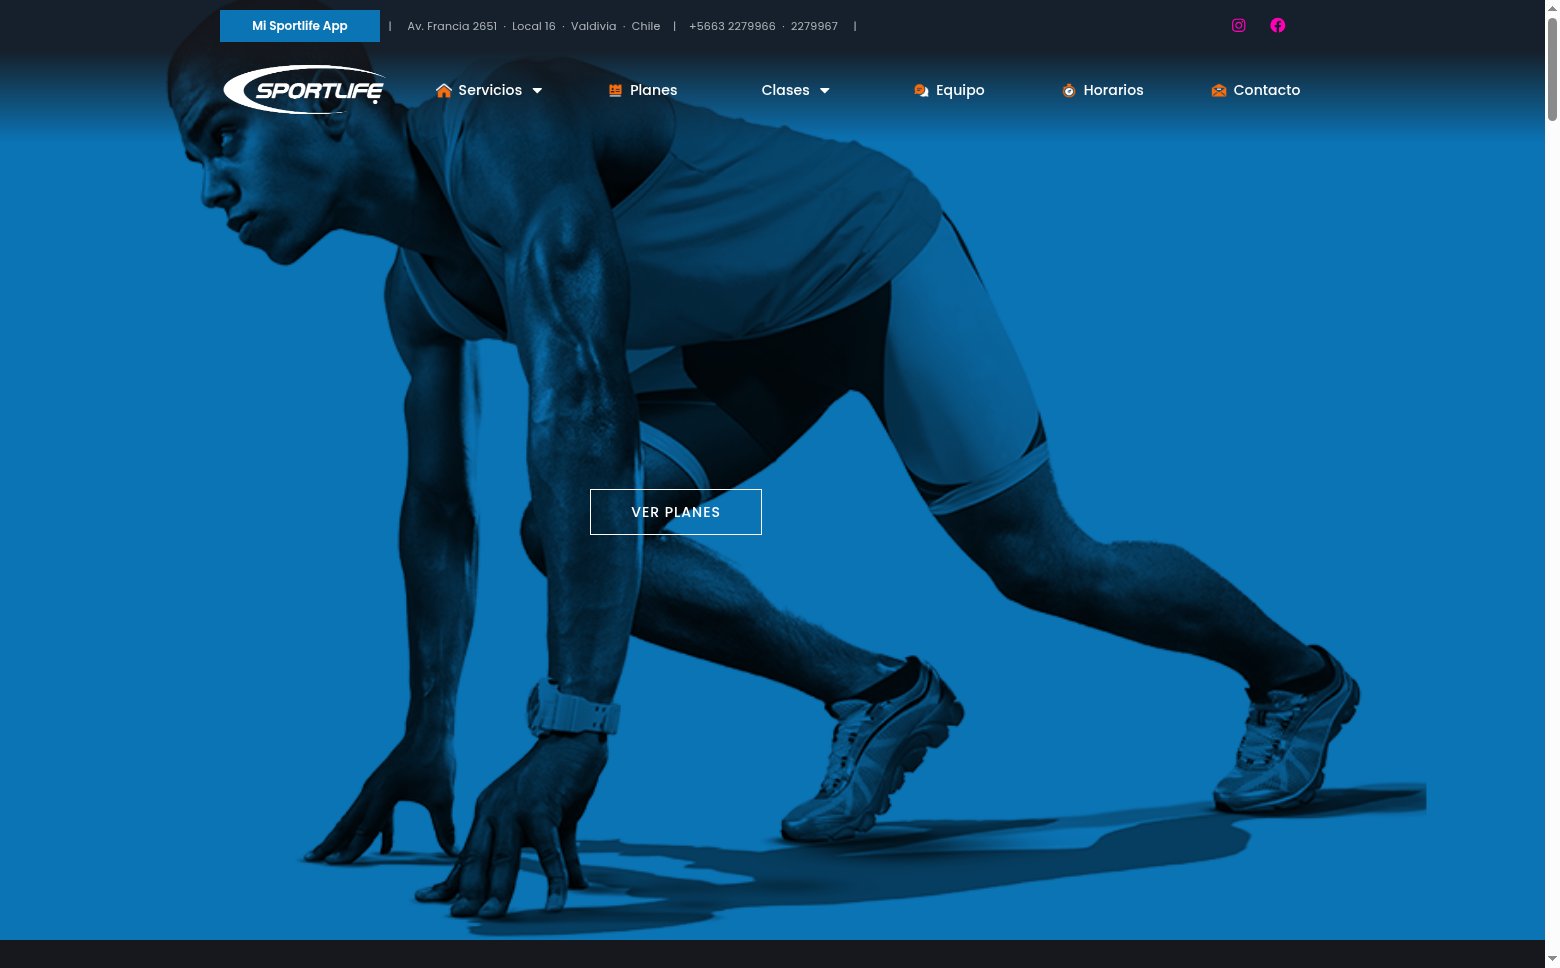 Mi Sportlife App | Av. Francia 2651 · Local 16 · Valdivia · Chile | +5663 2279966 · 2279967 |
SPORTLIFE Servicios Planes Clases Equipo Horarios Contacto
VER PLANES